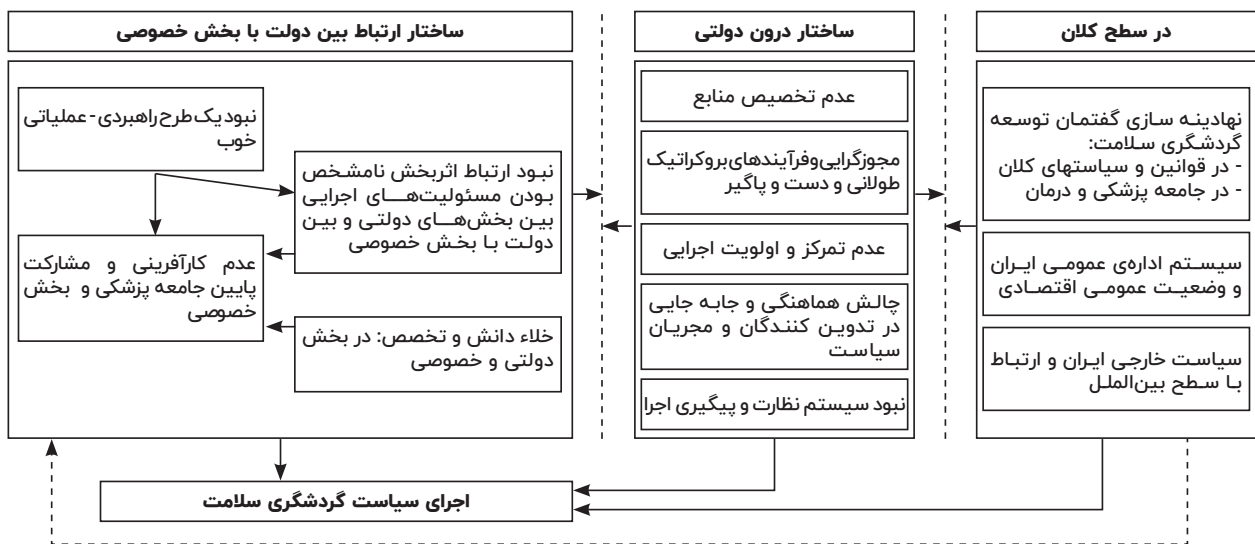 در سطح کلان
ساختار درون دولتی
ساختار ارتباط بین دولت با بخش خصوصی
نهادینه سازی گفتمان توسعه
گردشگری سلامت:
- در قوانین و سیاستهای کلان
- در جامعه پزشکی و درمان
سیستم اداره‌ی عمومی ایران
و وضعیت عمومی اقتصادی
سیاست خارجی ایران و ارتباط
با سطح بین‌الملل
عدم تخصیص منابع
مجوزگرایی و فرآیندهای بروکراتیک
طولانی و دست و پاگیر
عدم تمرکز و اولویت اجرایی
چالش هماهنگی و جابه جایی
در تدوین کنندگان و مجریان
سیاست
نبود سیستم نظارت و پیگیری اجرا
نبود یک طرح راهبردی - عملیاتی
خوب
نبود ارتباط اثربخش نامشخص
بودن مسئولیت‌های اجرایی
بین بخش‌های دولتی و بین
دولت با بخش خصوصی
عدم کارآفرینی و مشارکت
پایین جامعه پزشکی و بخش
خصوصی
خلاء دانش و تخصص: در بخش
دولتی و خصوصی
اجرای سیاست گردشگری سلامت